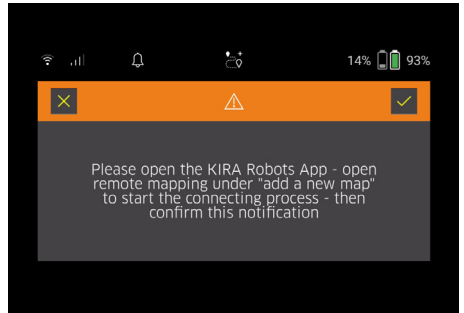 14% 93%
Please open the KIRA Robots App - open
remote mapping under "add a new map"
to start the connecting process - then
confirm this notification